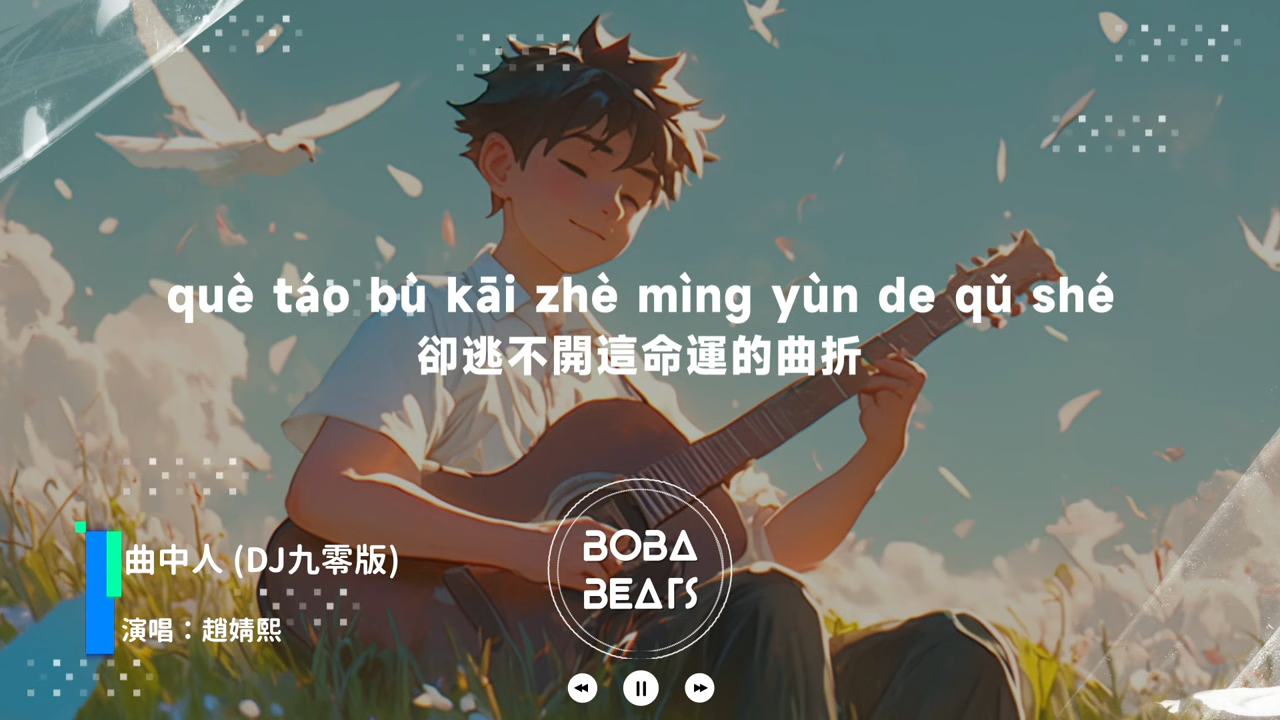 què táo bù kāi zhè mìng yùn de qǔ shé
卻逃不開這命運的曲折
曲中人 (DJ九零版)
演唱：趙婧熙
BOBA
BEATS